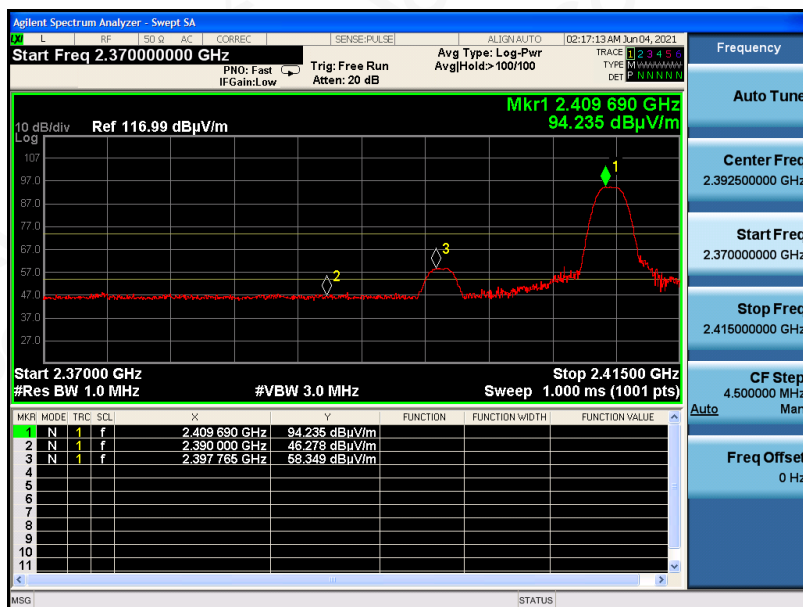 Agilent Spectrum Analyzer - Swept SA
LXI L RF 50 Ω AC CORREC SENSE:PULSE ALIGN AUTO 02:17:13 AM Jun 04, 2021
Start Freq 2.370000000 GHz
PNO: Fast
IFGain:Low
Trig: Free Run
Atten: 20 dB
Avg Type: Log-Pwr
Avg|Hold:>100/100
TRACE 1 2 3 4 5 6
TYPE M
DET P N N N N N
Mkr1 2.409 690 GHz
94.235 dBµV/m
10 dB/div Ref 116.99 dBµV/m
Log
107
97.0
87.0
77.0
67.0
57.0
47.0
37.0
27.0
1
2
3
Start 2.37000 GHz Stop 2.41500 GHz
#Res BW 1.0 MHz #VBW 3.0 MHz Sweep 1.000 ms (1001 pts)
MKR MODE TRC SCL X Y FUNCTION FUNCTION WIDTH FUNCTION VALUE
1 N 1 f 2.409 690 GHz 94.235 dBµV/m
2 N 1 f 2.390 000 GHz 46.278 dBµV/m
3 N 1 f 2.397 765 GHz 58.349 dBµV/m
4
5
6
7
8
9
10
11
MSG STATUS
Frequency
Auto Tune
Center Freq
2.392500000 GHz
Start Freq
2.370000000 GHz
Stop Freq
2.415000000 GHz
CF Step
4.500000 MHz
Auto Man
Freq Offset
0 Hz